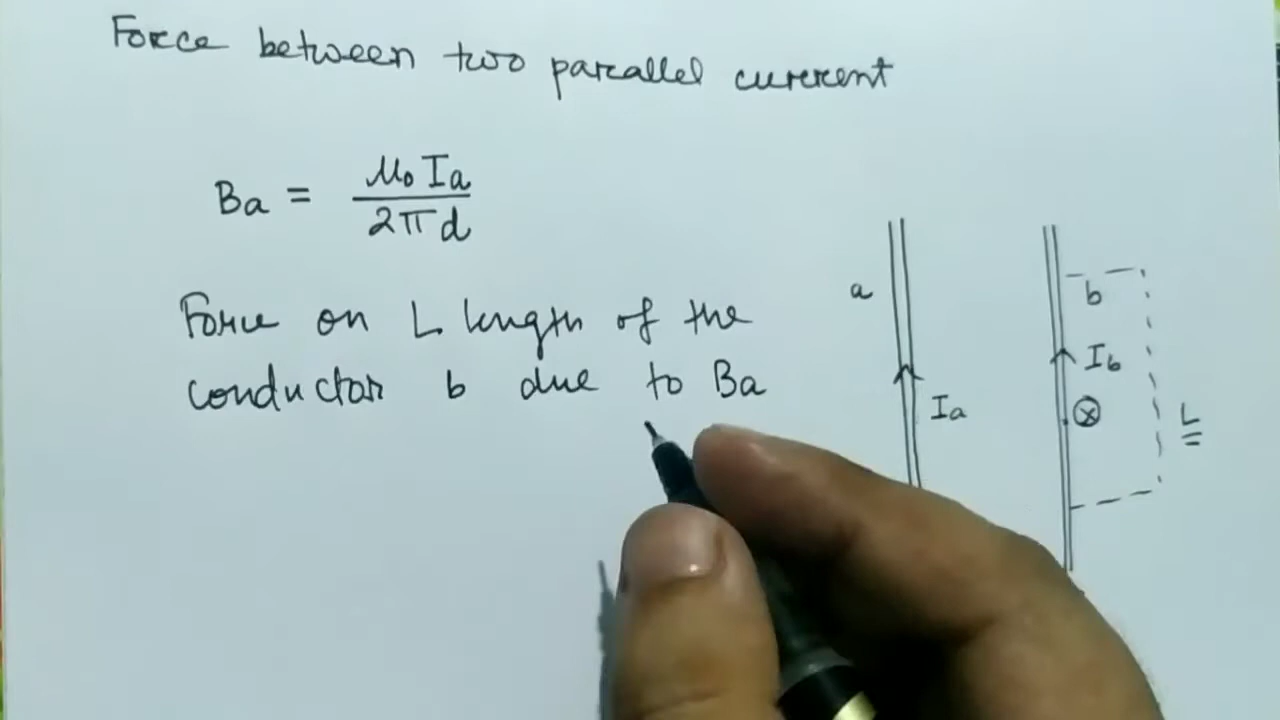 Force between two parallel current
Ba = μ₀ Ia / 2π d
Force on L length of the
conductor b due to Ba
a
Ia
b
Ib
L